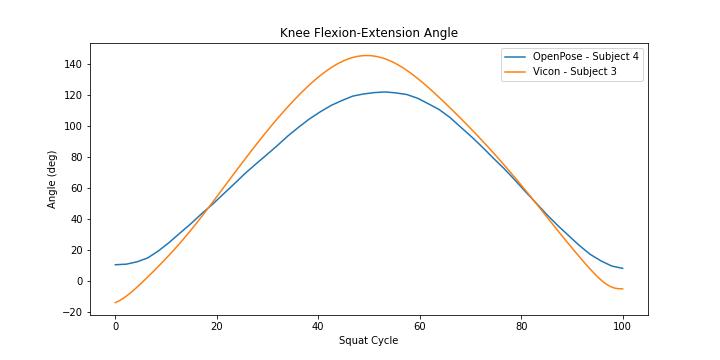 Knee Flexion-Extension Angle
OpenPose - Subject 4
Vicon - Subject 3
Angle (deg)
140
120
100
80
60
40
20
0
−20
0 20 40 60 80 100
Squat Cycle